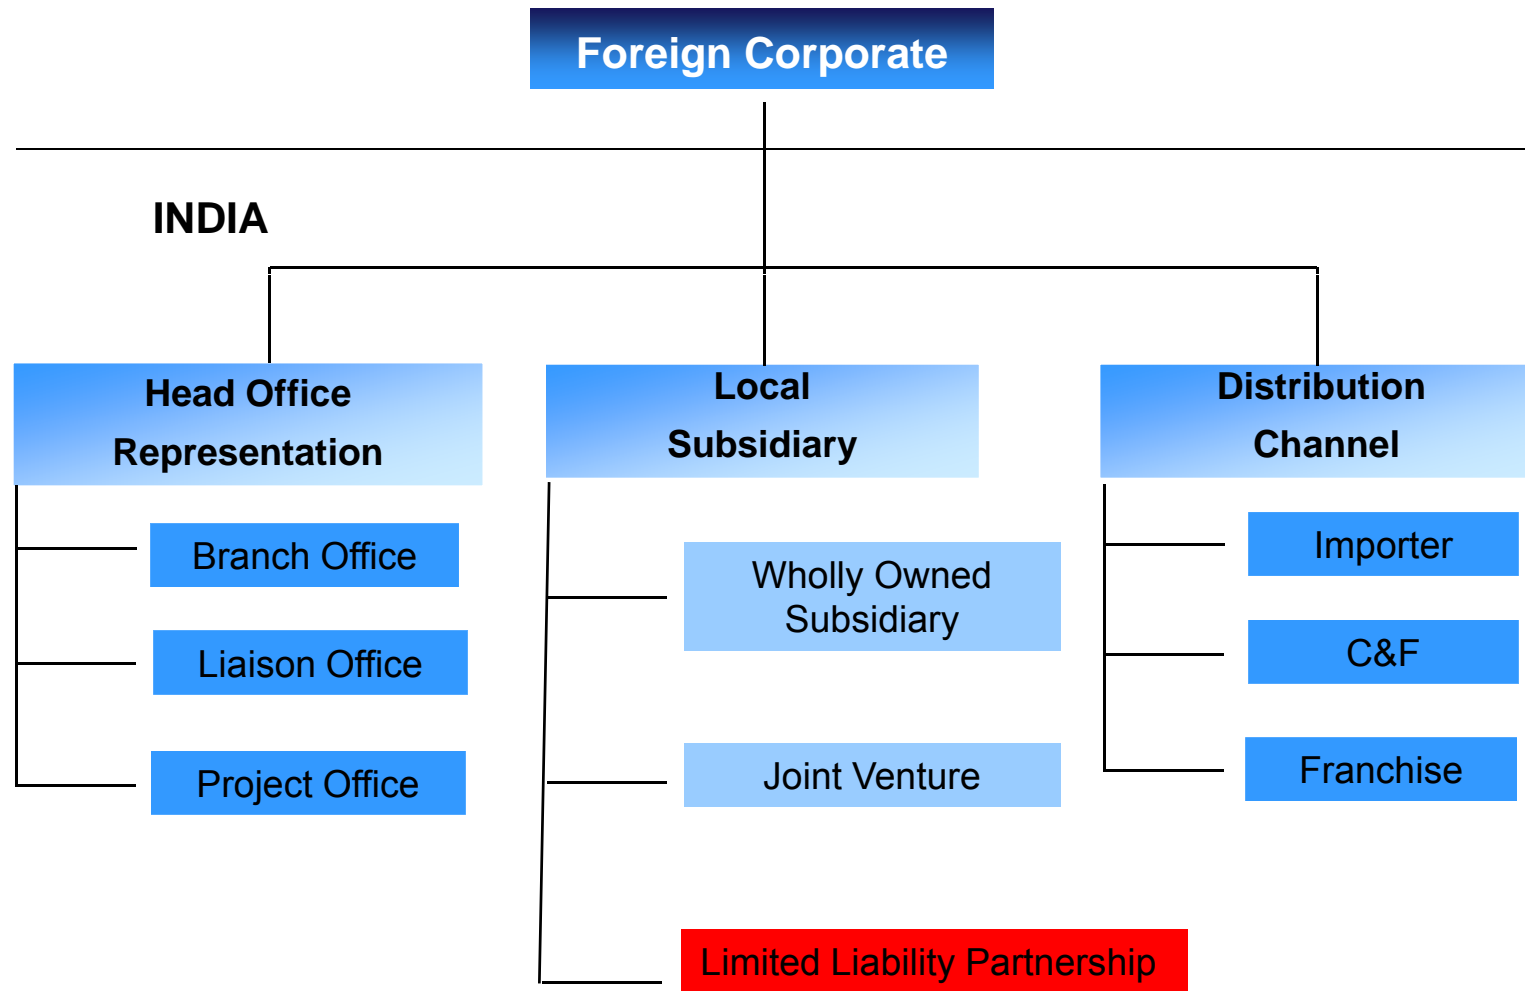 Foreign Corporate
INDIA
Head Office
Representation
Branch Office
Liaison Office
Project Office
Local
Subsidiary
Wholly Owned
Subsidiary
Joint Venture
Limited Liability Partnership
Distribution
Channel
Importer
C&F
Franchise